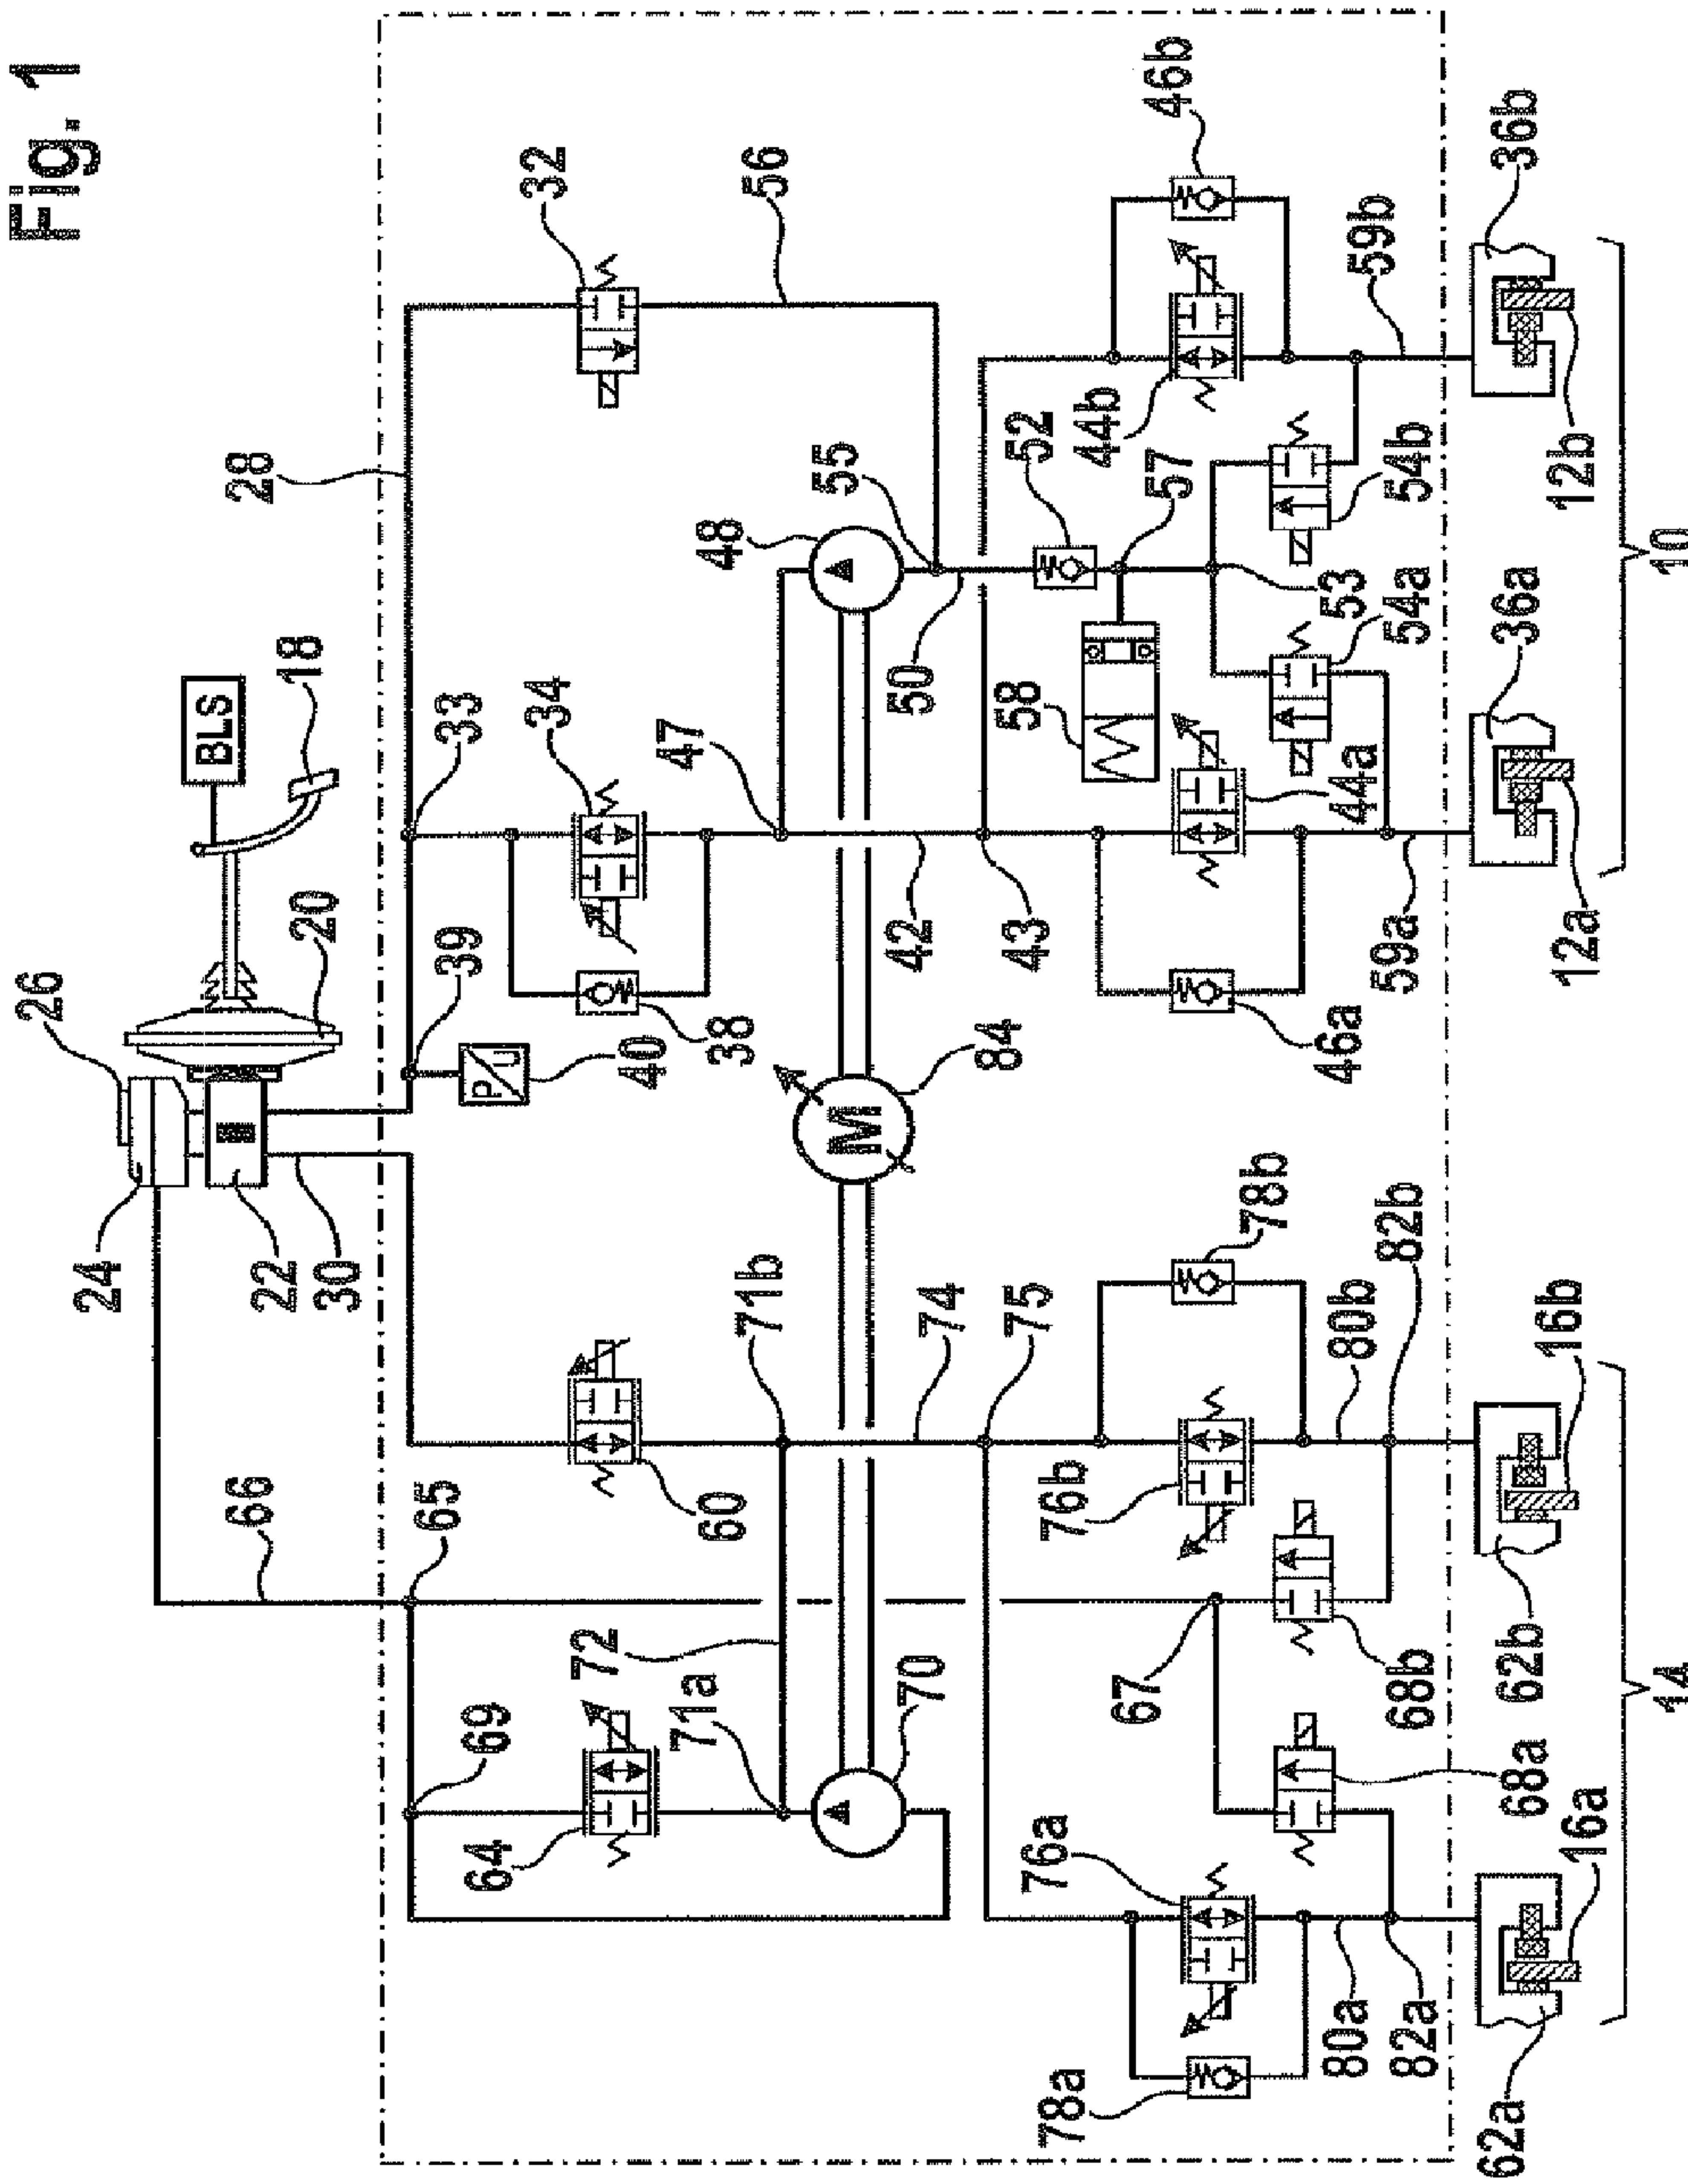 Fig. 1
26
24
22
30
20
BLS
18
28
66
65
69
64
72
71a
70
60
71b
74
75
39
40
P
U
38
33
34
47
M
84
42
43
48
55
50
32
56
52
57
58
53
44b
46b
54b
59b
54a
44a
46a
59a
67
68b
68a
76b
78b
80b
82b
76a
78a
80a
82a
62a
16a
62b
16b
14
12a
36a
12b
36b
10